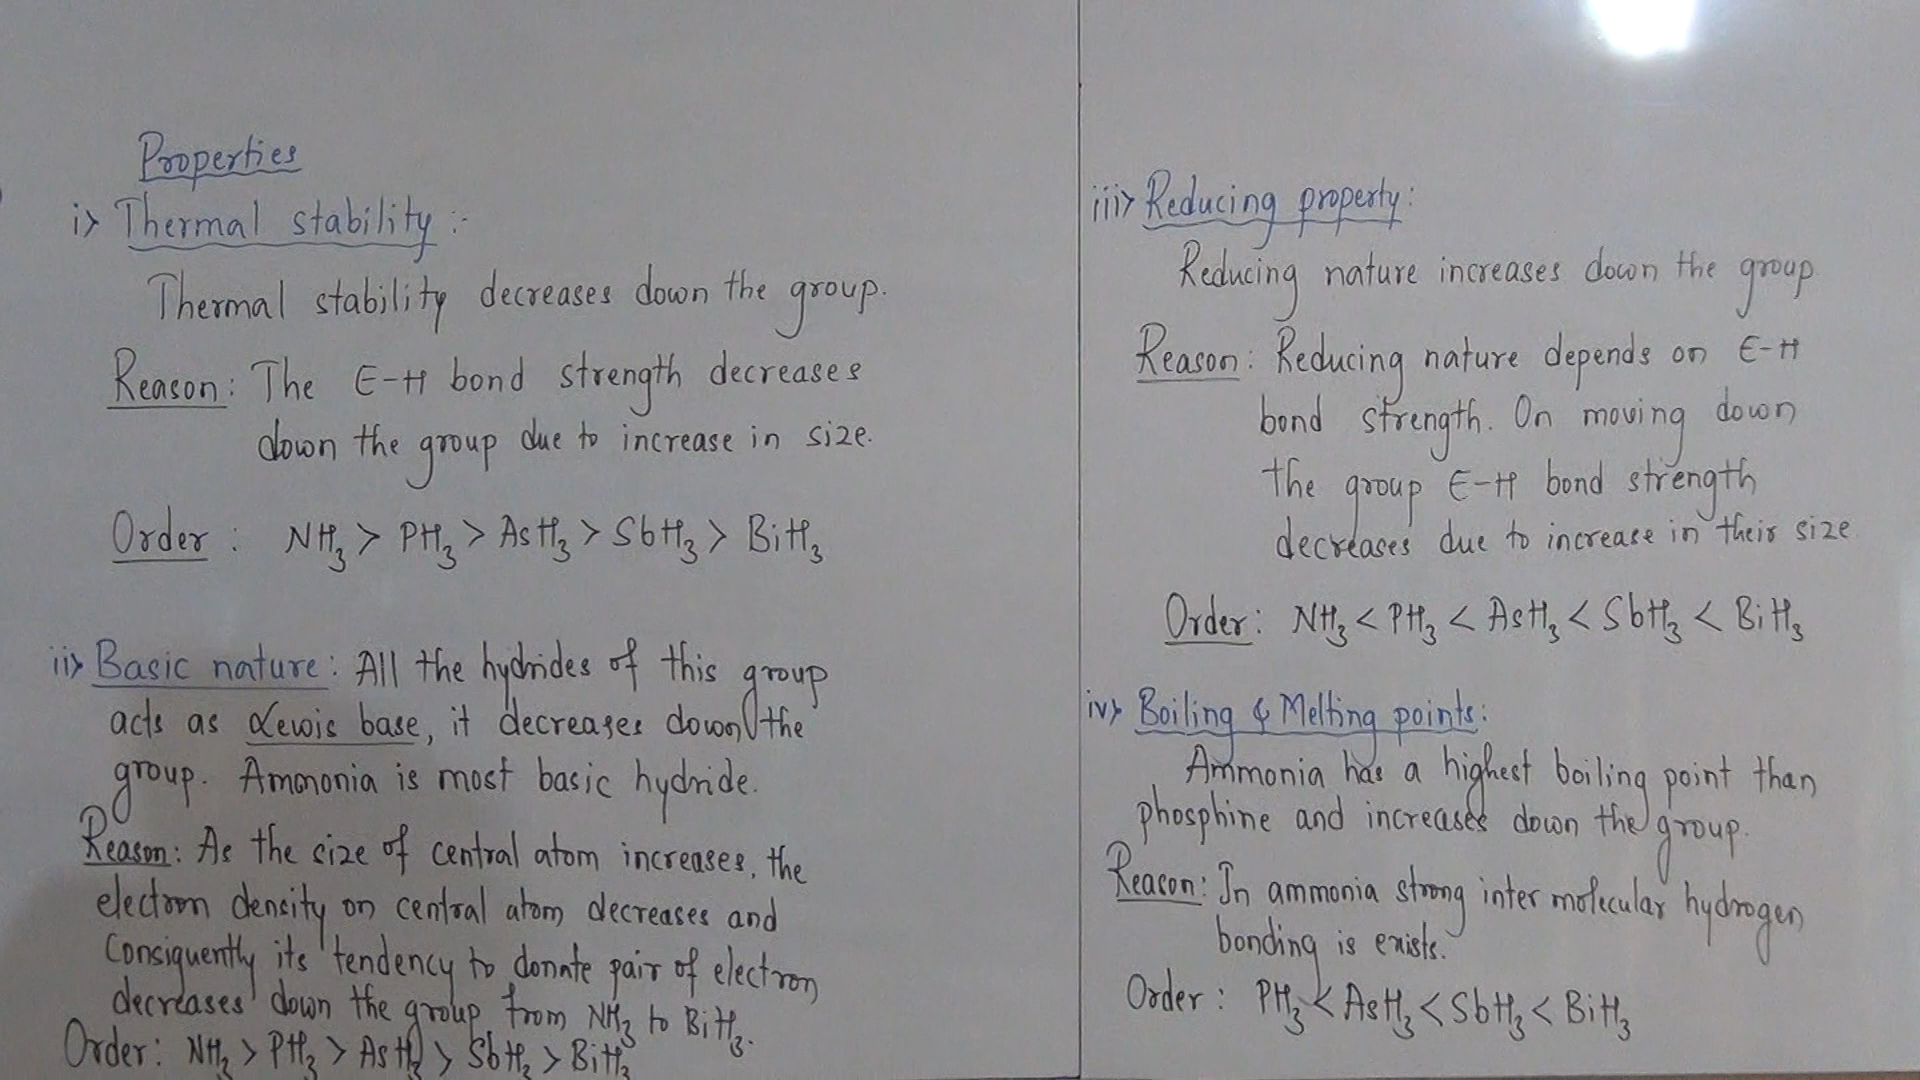 Properties
i> Thermal stability :-
Thermal stability decreases down the group.
Reason: The E-H bond strength decreases
down the group due to increase in size.
Order : NH₃ > PH₃ > AsH₃ > SbH₃ > BiH₃
ii> Basic nature: All the hydrides of this group
acts as Lewis base, it decreases down the
group. Ammonia is most basic hydride.
Reason: As the size of central atom increases, the
electron density on central atom decreases and
Consiquently its tendency to donate pair of electron
decreases down the group from NH₃ to BiH₃.
Order: NH₃ > PH₃ > AsH₃ > SbH₃ > BiH₃
iii> Reducing property:
Reducing nature increases down the group
Reason: Reducing nature depends on E-H
bond strength. On moving down
the group E-H bond strength
decreases due to increase in their size
Order: NH₃ < PH₃ < AsH₃ < SbH₃ < BiH₃
iv> Boiling & Melting points:
Ammonia has a highest boiling point than
phosphine and increases down the group.
Reason: In ammonia strong inter molecular hydrogen
bonding is exists.
Order : PH₃ < AsH₃ < SbH₃ < BiH₃